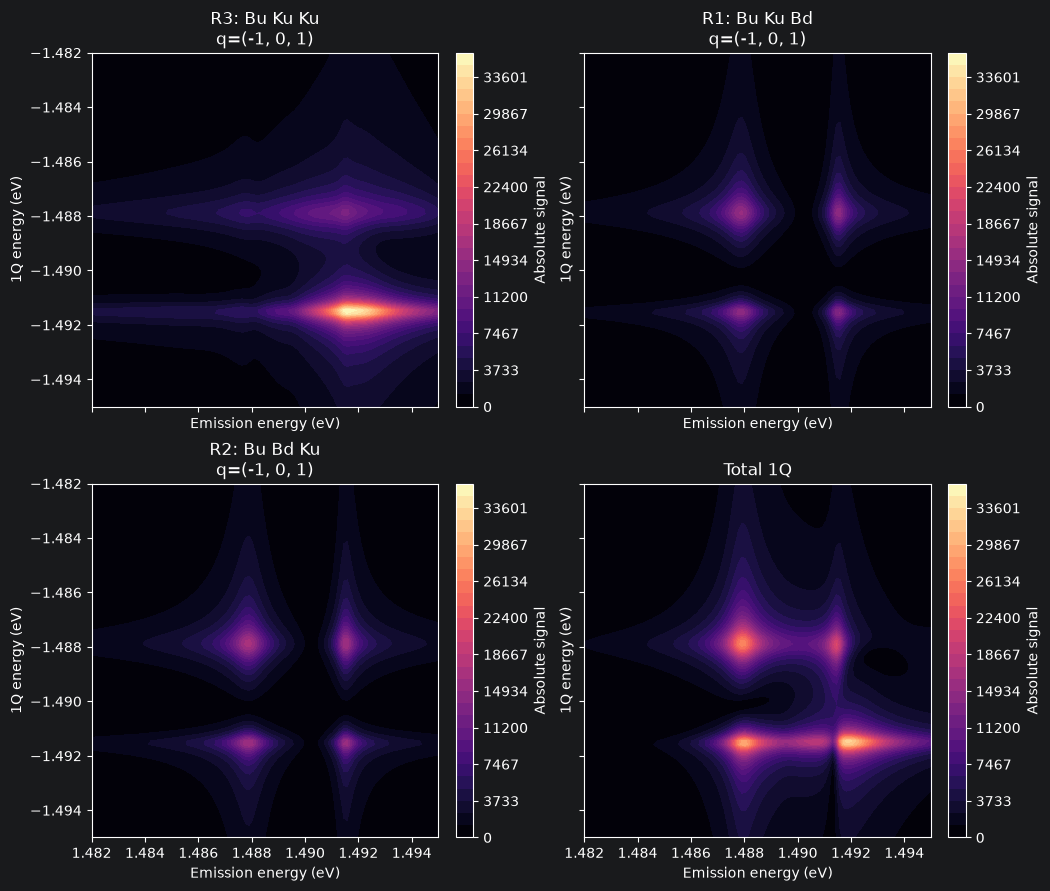 R3: Bu Ku Ku
q=(-1, 0, 1)
−1.482
−1.484
−1.486
−1.488
−1.490
−1.492
−1.494
1Q energy (eV)
Emission energy (eV)
33601
29867
26134
22400
18667
14934
11200
7467
3733
0
Absolute signal
R1: Bu Ku Bd
q=(-1, 0, 1)
1Q energy (eV)
Emission energy (eV)
33601
29867
26134
22400
18667
14934
11200
7467
3733
0
Absolute signal
R2: Bu Bd Ku
q=(-1, 0, 1)
−1.482
−1.484
−1.486
−1.488
−1.490
−1.492
−1.494
1Q energy (eV)
1.482 1.484 1.486 1.488 1.490 1.492 1.494
Emission energy (eV)
33601
29867
26134
22400
18667
14934
11200
7467
3733
0
Absolute signal
Total 1Q
1Q energy (eV)
1.482 1.484 1.486 1.488 1.490 1.492 1.494
Emission energy (eV)
33601
29867
26134
22400
18667
14934
11200
7467
3733
0
Absolute signal